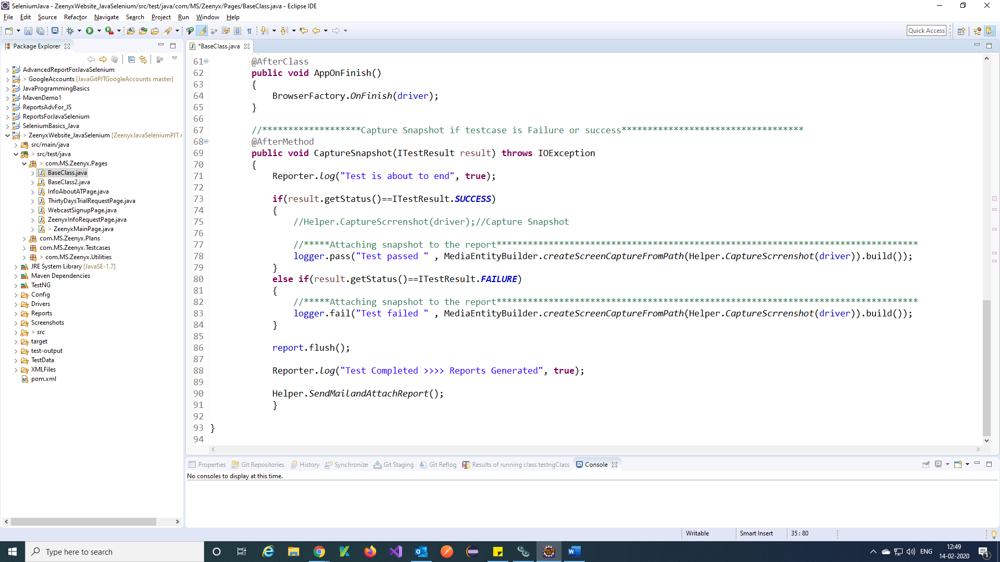 SeleniumJava - ZeenyxWebsite_JavaSelenium/src/test/java/com/MS/Zeenyx/Pages/BaseClass.java - Eclipse IDE
File Edit Source Refactor Navigate Search Project Run Window Help
Quick Access
Package Explorer
AdvancedReportForJavaSelenium
> GoogleAccounts [JavaGitPJTGoogleAccounts master]
JavaProgrammingBasics
MavenDemo1
ReportsAdvFor_JS
ReportsForJavaSelenium
SeleniumBasics_Java
> ZeenyxWebsite_JavaSelenium [ZeenyxJavaSeleniumPJT r
src/main/java
> src/test/java
> com.MS.Zeenyx.Pages
BaseClass.java
BaseClass2.java
InfoAboutATPage.java
ThirtyDaysTrialRequestPage.java
WebcastSignupPage.java
ZeenyxInfoRequestPage.java
> ZeenyxMainPage.java
com.MS.Zeenyx.Plans
com.MS.Zeenyx.Testcases
> com.MS.Zeenyx.Utilities
JRE System Library [JavaSE-1.7]
Maven Dependencies
TestNG
Config
Drivers
Reports
Screenshots
> src
target
test-output
TestData
XMLFiles
pom.xml
*BaseClass.java
61 @AfterClass
62 public void AppOnFinish()
63 {
64 BrowserFactory.OnFinish(driver);
65 }
66
67 //*******************Capture Snapshot if testcase is Failure or success***********************************
68 @AfterMethod
69 public void CaptureSnapshot(ITestResult result) throws IOException
70 {
71 Reporter.log("Test is about to end", true);
72
73 if(result.getStatus()==ITestResult.SUCCESS)
74 {
75 //Helper.CaptureScrrenshot(driver);//Capture Snapshot
76
77 //*****Attaching snapshot to the report*********************************************************************************
78 logger.pass("Test passed " , MediaEntityBuilder.createScreenCaptureFromPath(Helper.CaptureScrrenshot(driver)).build());
79 }
80 else if(result.getStatus()==ITestResult.FAILURE)
81 {
82 //*****Attaching snapshot to the report*********************************************************************************
83 logger.fail("Test failed " , MediaEntityBuilder.createScreenCaptureFromPath(Helper.CaptureScrrenshot(driver)).build());
84 }
85
86 report.flush();
87
88 Reporter.log("Test Completed >>>> Reports Generated", true);
89
90 Helper.SendMailandAttachReport();
91 }
92
93 }
94
Properties Git Repositories History Synchronize Git Staging Git Reflog Results of running class testngClass Console
No consoles to display at this time.
Writable Smart Insert 35 : 80
Type here to search
ENG
12:49
14-02-2020
1